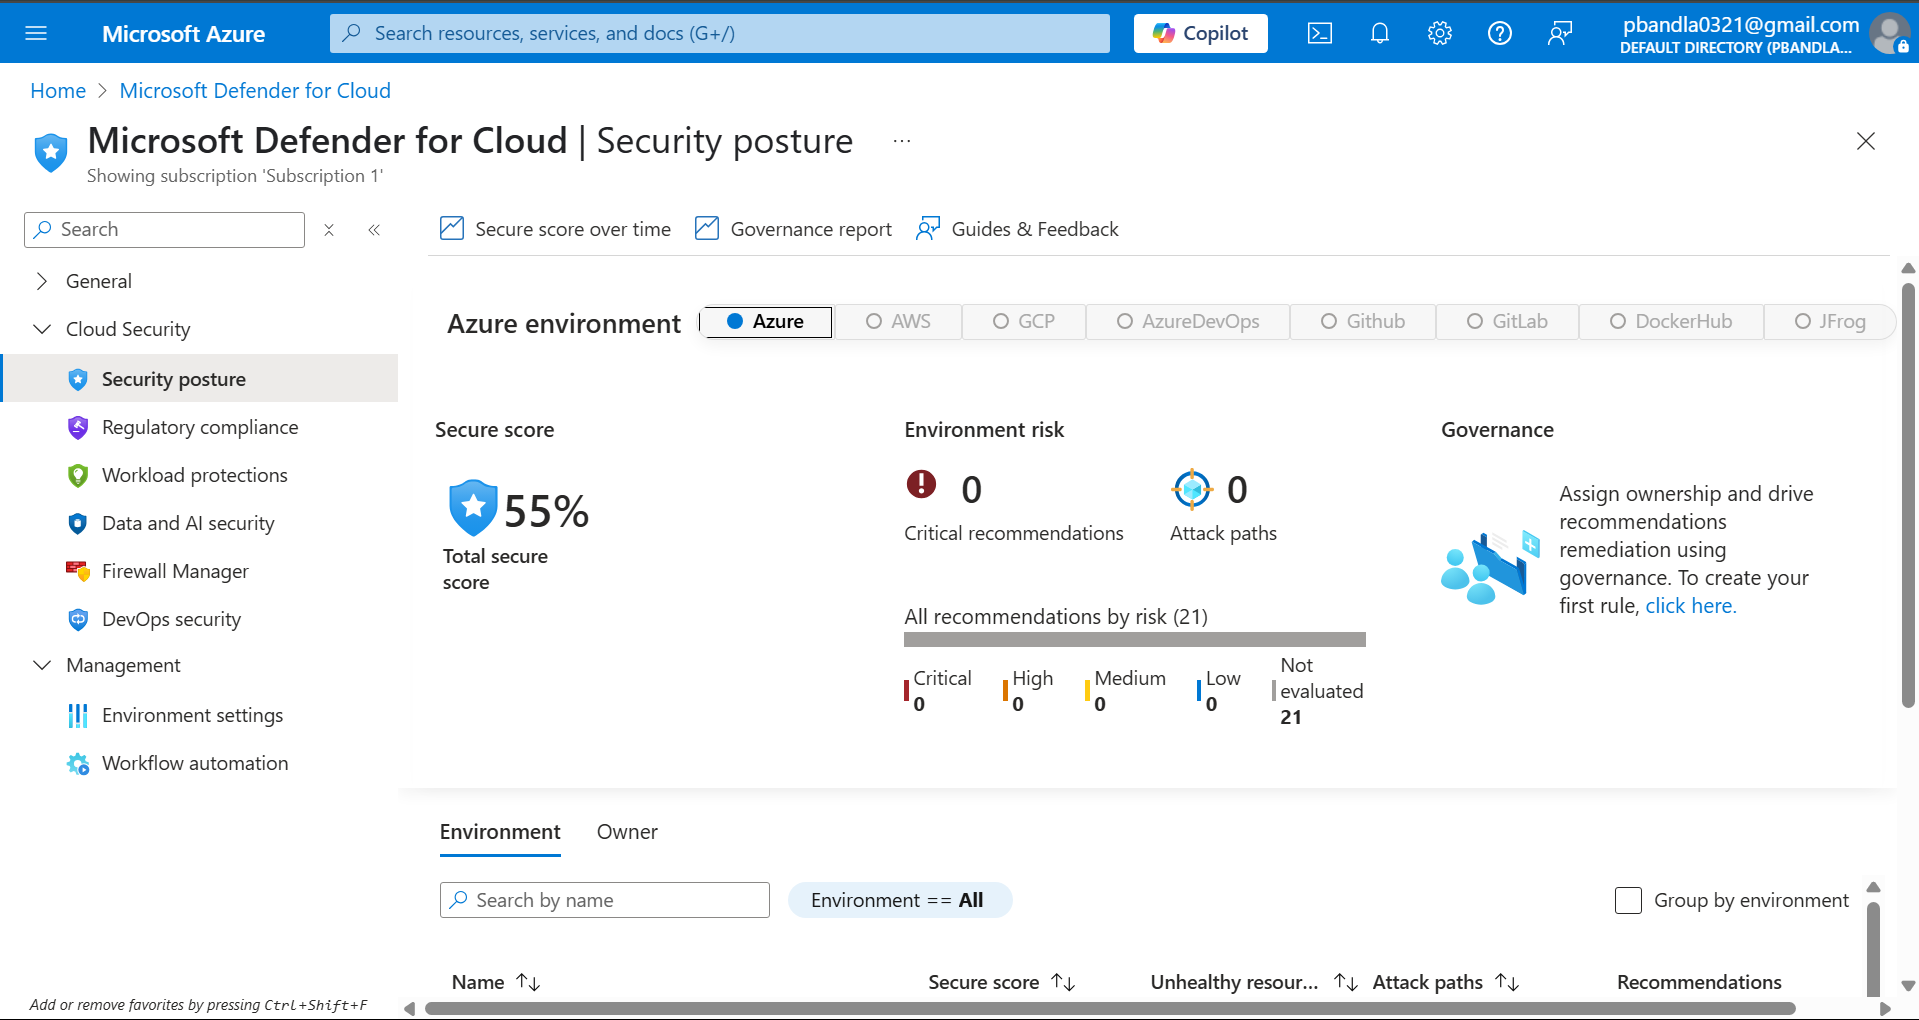 Microsoft Azure
Search resources, services, and docs (G+/)
Copilot
pbandla0321@gmail.com
DEFAULT DIRECTORY (PBANDLA...
Home > Microsoft Defender for Cloud
Microsoft Defender for Cloud | Security posture ...
Showing subscription 'Subscription 1'
Search
General
Cloud Security
Security posture
Regulatory compliance
Workload protections
Data and AI security
Firewall Manager
DevOps security
Management
Environment settings
Workflow automation
Add or remove favorites by pressing Ctrl+Shift+F
Secure score over time
Governance report
Guides & Feedback
Azure environment
Azure
AWS
GCP
AzureDevOps
Github
GitLab
DockerHub
JFrog
Secure score
55%
Total secure
score
Environment risk
0
Critical recommendations
0
Attack paths
All recommendations by risk (21)
Critical
0
High
0
Medium
0
Low
0
Not
evaluated
21
Governance
Assign ownership and drive
recommendations
remediation using
governance. To create your
first rule, click here.
Environment
Owner
Search by name
Environment == All
Group by environment
Name
Secure score
Unhealthy resour...
Attack paths
Recommendations